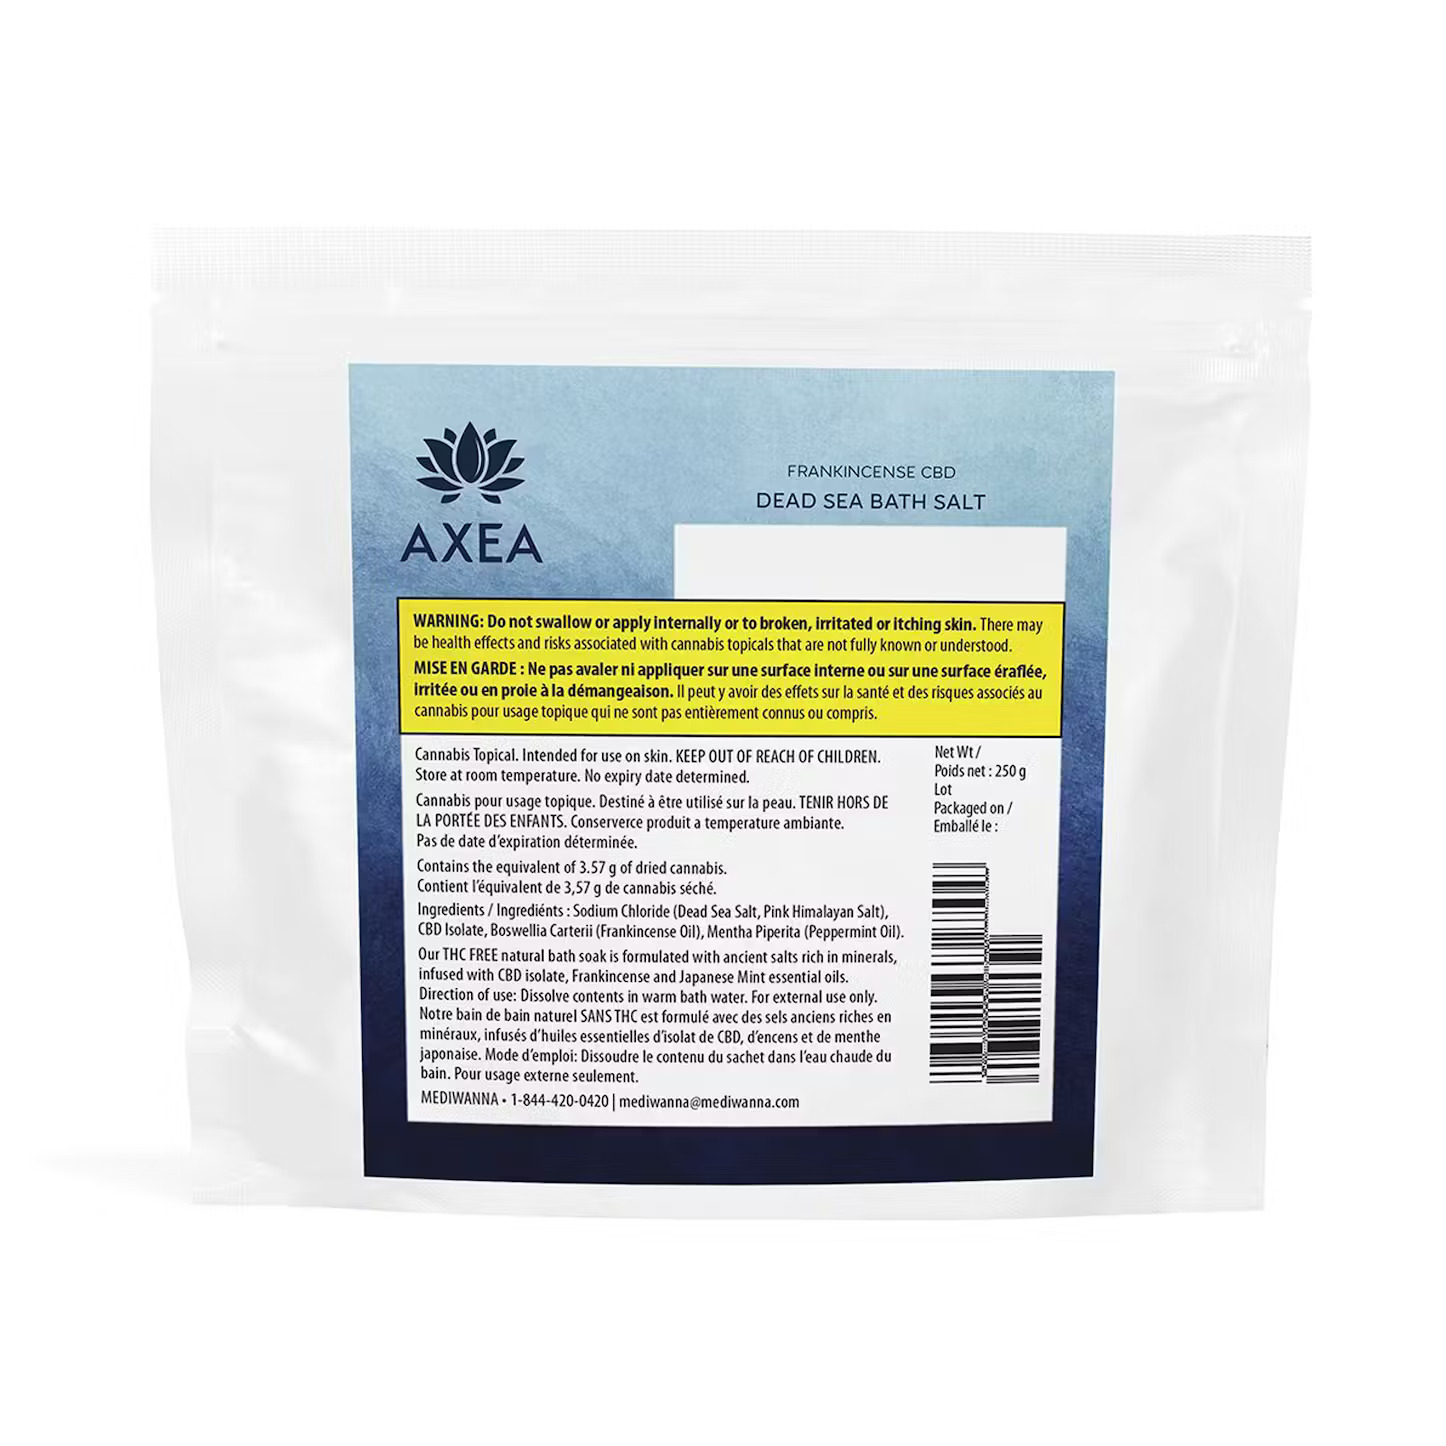 AXEA
FRANKINCENSE CBD
DEAD SEA BATH SALT
WARNING: Do not swallow or apply internally or to broken, irritated or itching skin. There may
be health effects and risks associated with cannabis topicals that are not fully known or understood.
MISE EN GARDE : Ne pas avaler ni appliquer sur une surface interne ou sur une surface éraflée,
irritée ou en proie à la démangeaison. Il peut y avoir des effets sur la santé et des risques associés au
cannabis pour usage topique qui ne sont pas entièrement connus ou compris.
Cannabis Topical. Intended for use on skin. KEEP OUT OF REACH OF CHILDREN.
Store at room temperature. No expiry date determined.
Cannabis pour usage topique. Destiné à être utilisé sur la peau. TENIR HORS DE
LA PORTÉE DES ENFANTS. Conserverce produit a temperature ambiante.
Pas de date d'expiration déterminée.
Contains the equivalent of 3.57 g of dried cannabis.
Contient l'équivalent de 3,57 g de cannabis séché.
Ingredients / Ingrediénts : Sodium Chloride (Dead Sea Salt, Pink Himalayan Salt),
CBD Isolate, Boswellia Carterii (Frankincense Oil), Mentha Piperita (Peppermint Oil).
Our THC FREE natural bath soak is formulated with ancient salts rich in minerals,
infused with CBD isolate, Frankincense and Japanese Mint essential oils.
Direction of use: Dissolve contents in warm bath water. For external use only.
Notre bain de bain naturel SANS THC est formulé avec des sels anciens riches en
minéraux, infusés d'huiles essentielles d'isolat de CBD, d'encens et de menthe
japonaise. Mode d'emploi: Dissoudre le contenu du sachet dans l'eau chaude du
bain. Pour usage externe seulement.
MEDIWANNA • 1-844-420-0420 | mediwanna@mediwanna.com
Net Wt /
Poids net : 250 g
Lot
Packaged on /
Emballé le :